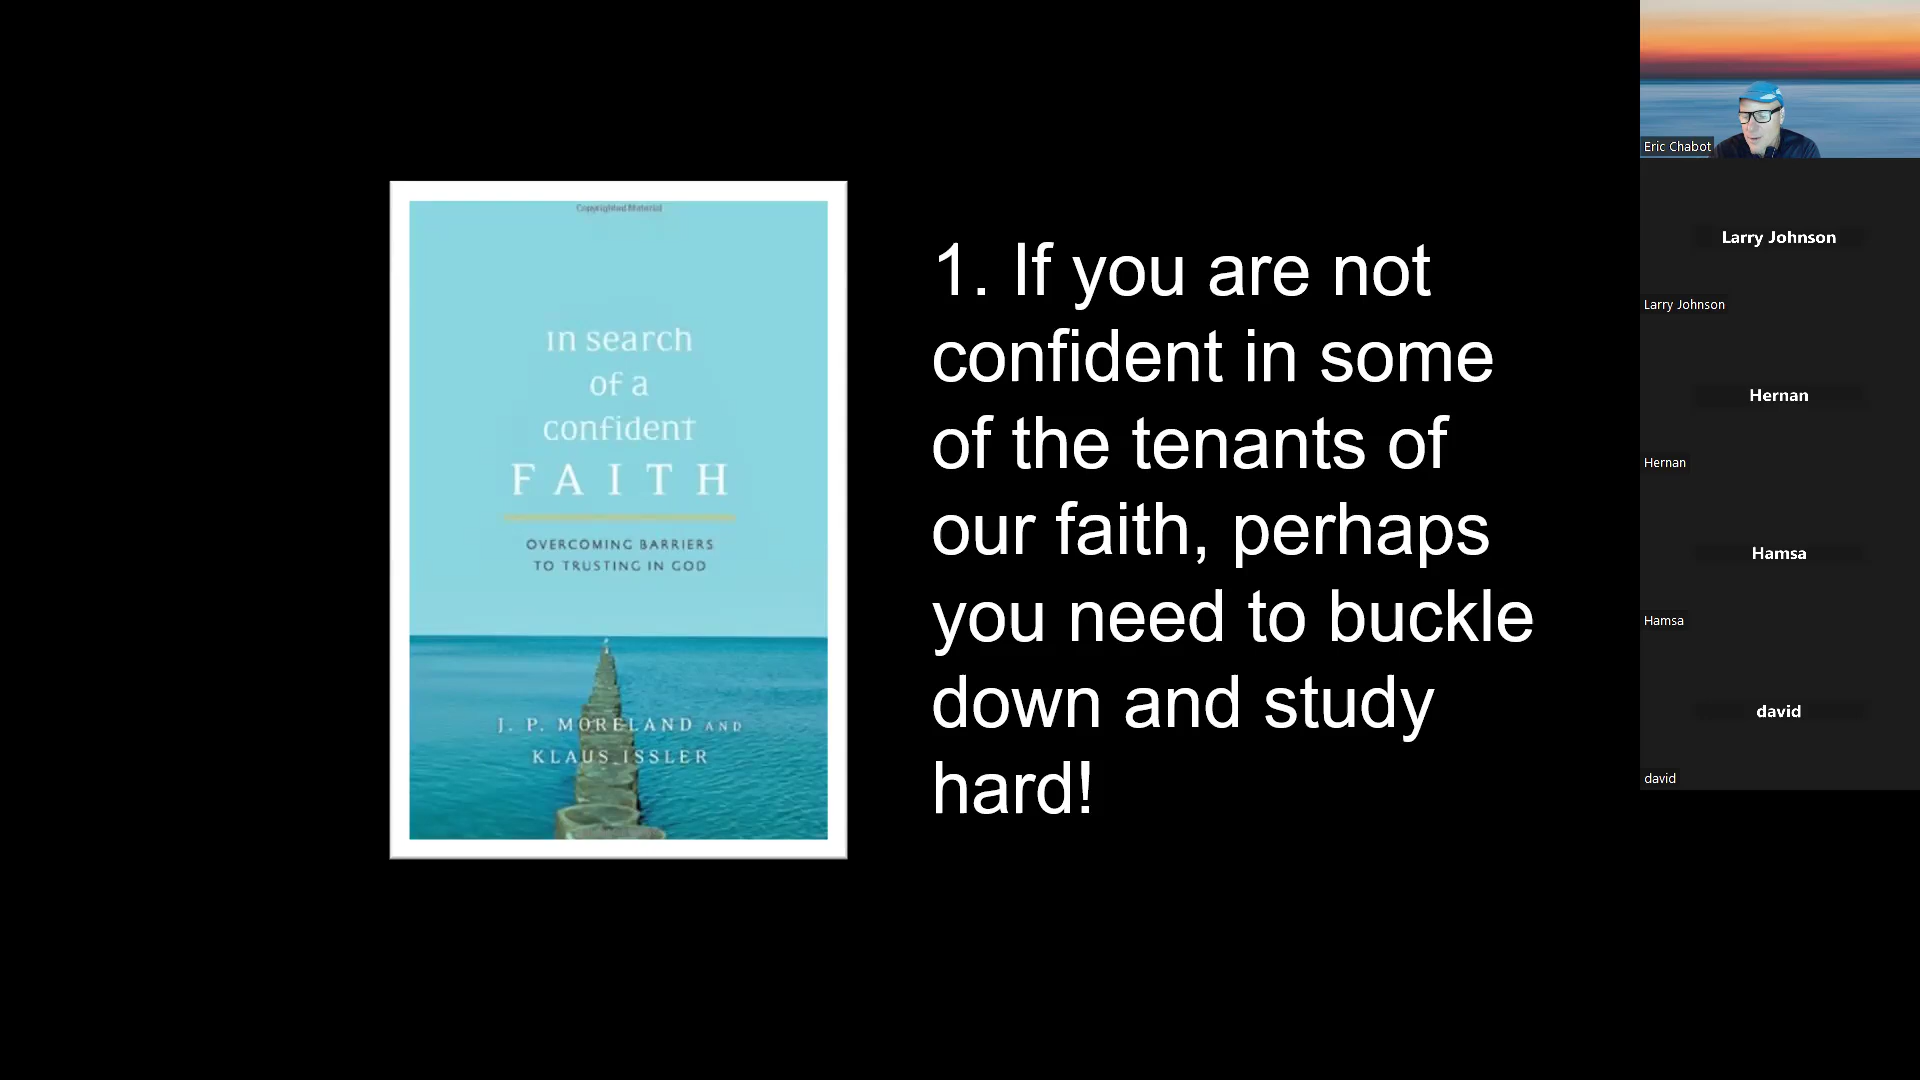 Copyrighted Material
in search
of a
confident
FAITH
OVERCOMING BARRIERS
TO TRUSTING IN GOD
J. P. MORELAND AND
KLAUS ISSLER
1. If you are not
confident in some
of the tenants of
our faith, perhaps
you need to buckle
down and study
hard!
Eric Chabot
Larry Johnson
Larry Johnson
Hernan
Hernan
Hamsa
Hamsa
david
david